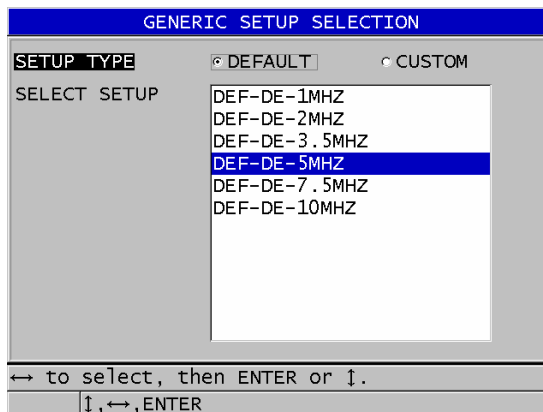 GENERIC SETUP SELECTION
SETUP TYPE DEFAULT CUSTOM
SELECT SETUP
DEF-DE-1MHZ
DEF-DE-2MHZ
DEF-DE-3.5MHZ
DEF-DE-5MHZ
DEF-DE-7.5MHZ
DEF-DE-10MHZ
↔ to select, then ENTER or ↕.
↕,↔,ENTER